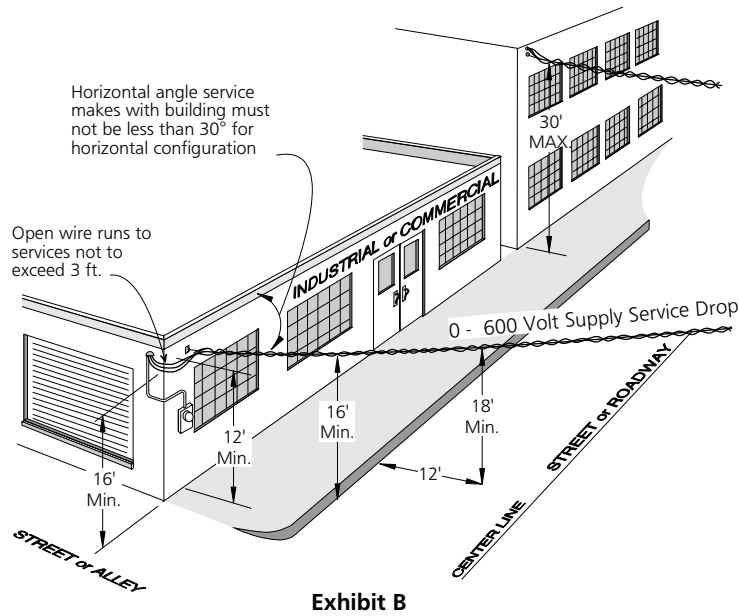 Horizontal angle service
makes with building must
not be less than 30° for
horizontal configuration
30'
MAX.
INDUSTRIAL or COMMERCIAL
Open wire runs to
services not to
exceed 3 ft.
0 - 600 Volt Supply Service Drop
16'
Min.
12'
Min.
16'
Min.
18'
Min.
12'
STREET or ALLEY
CENTER LINE
STREET or ROADWAY
Exhibit B